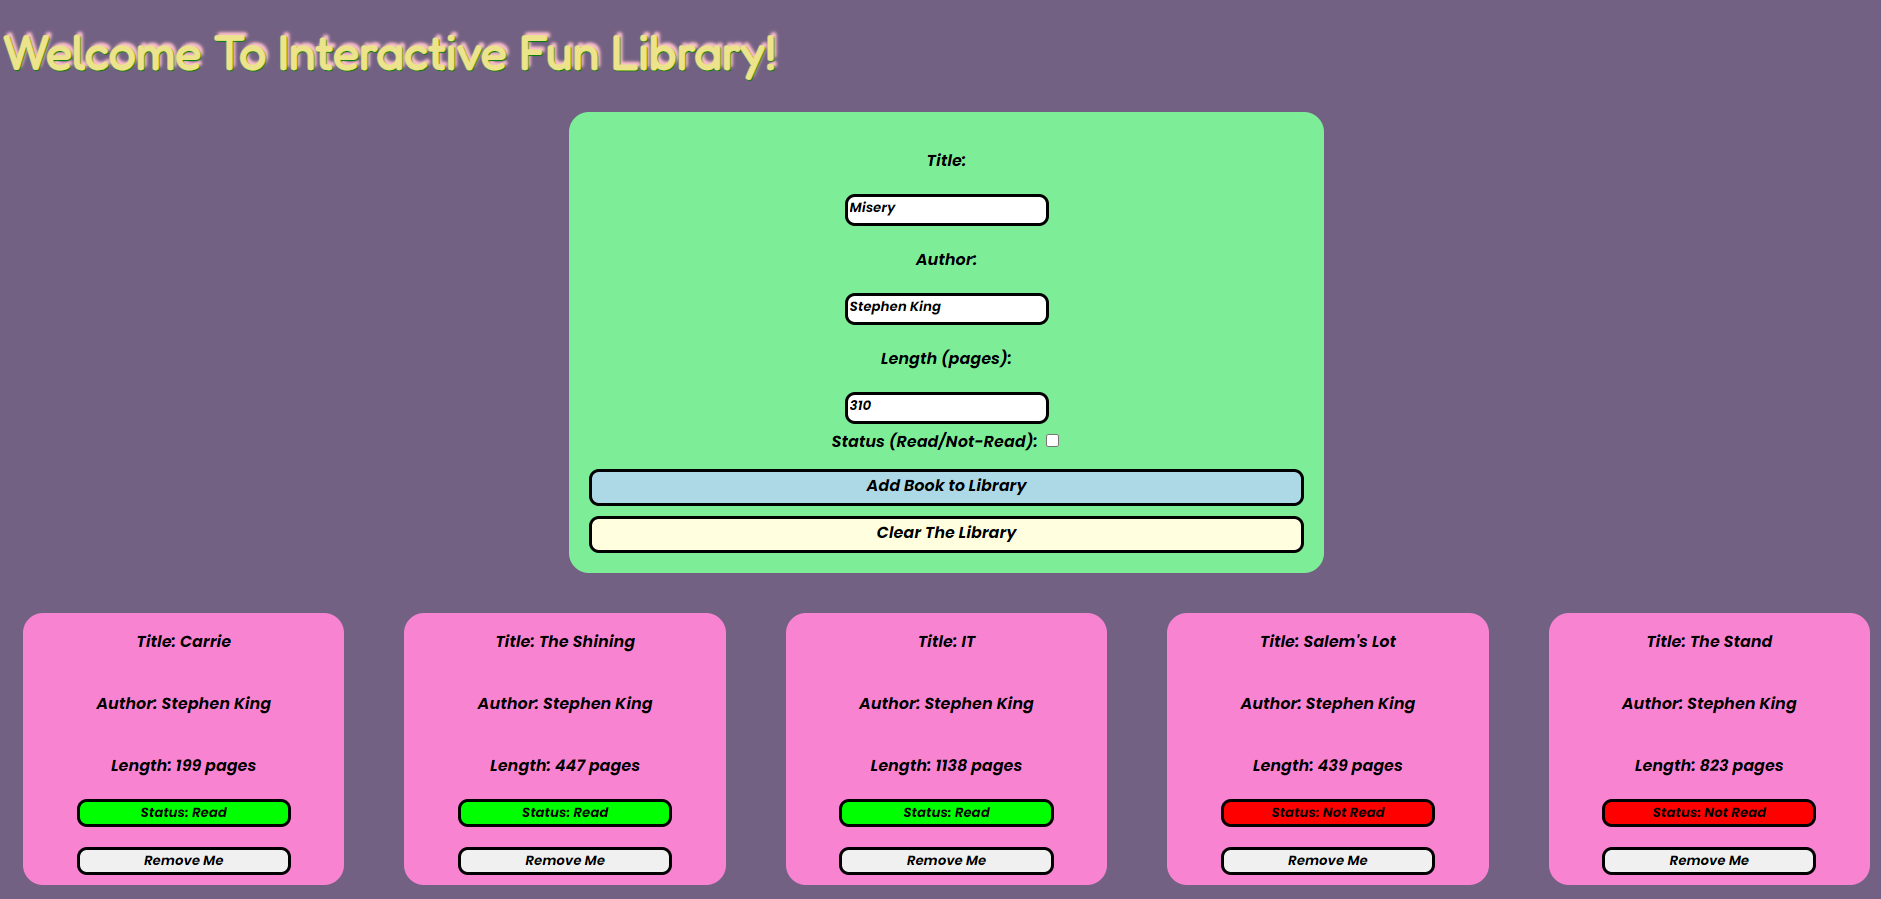 Welcome To Interactive Fun Library!
Title:
Misery
Author:
Stephen King
Length (pages):
310
Status (Read/Not-Read):
Add Book to Library
Clear The Library
Title: Carrie
Author: Stephen King
Length: 199 pages
Status: Read
Remove Me
Title: The Shining
Author: Stephen King
Length: 447 pages
Status: Read
Remove Me
Title: IT
Author: Stephen King
Length: 1138 pages
Status: Read
Remove Me
Title: Salem's Lot
Author: Stephen King
Length: 439 pages
Status: Not Read
Remove Me
Title: The Stand
Author: Stephen King
Length: 823 pages
Status: Not Read
Remove Me